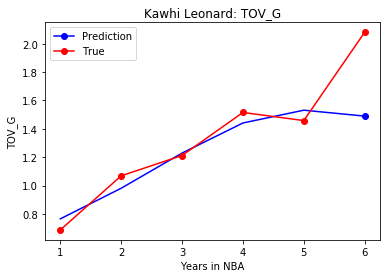 Kawhi Leonard: TOV_G
Prediction
True
TOV_G
2.0
1.8
1.6
1.4
1.2
1.0
0.8
1 2 3 4 5 6
Years in NBA